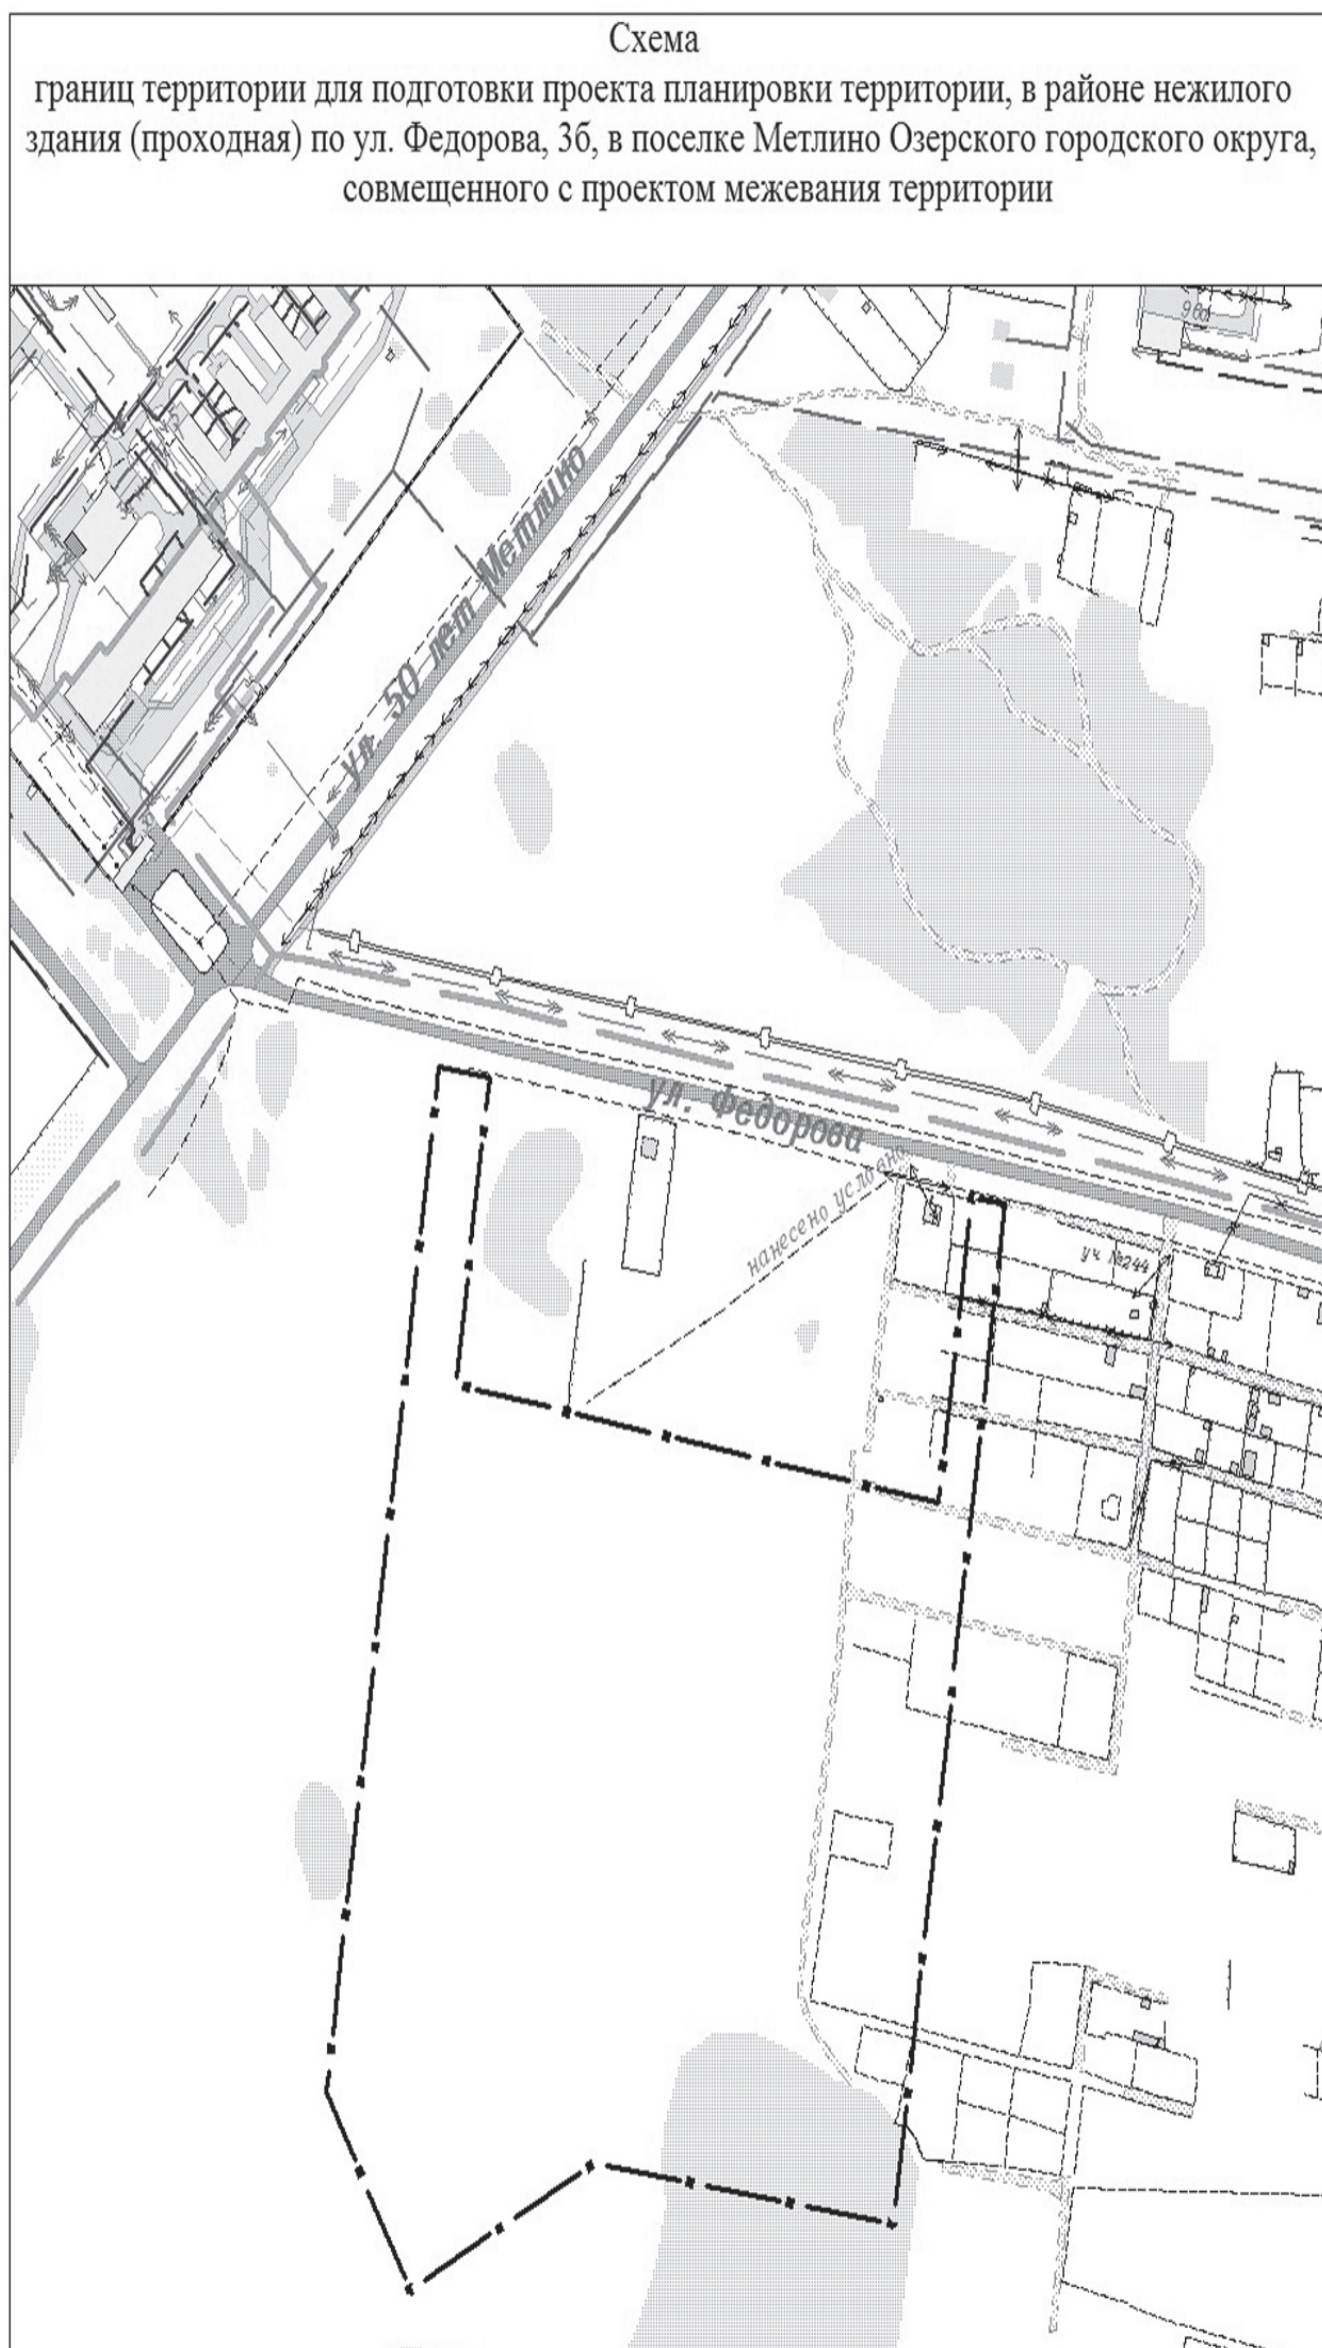 Схема
границ территории для подготовки проекта планировки территории, в районе нежилого
здания (проходная) по ул. Федорова, 3б, в поселке Метлино Озерского городского округа,
совмещенного с проектом межевания территории
ул. 50 лет Метлино
ул. Федорова
нанесено условно
уч №244